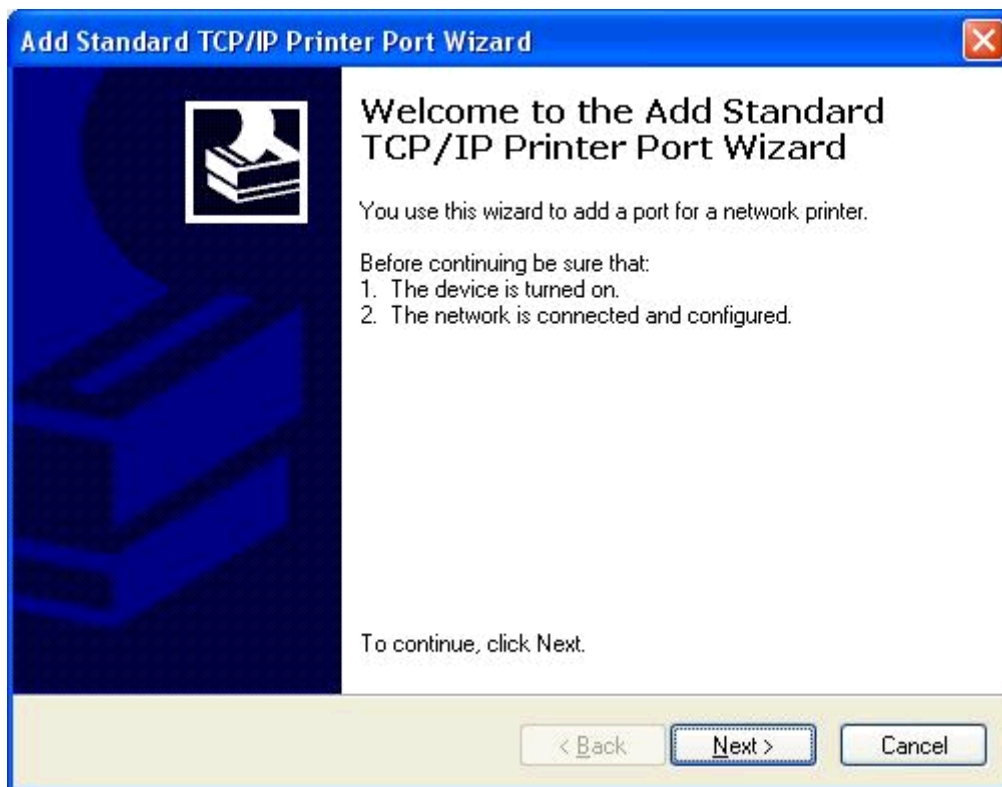 Add Standard TCP/IP Printer Port Wizard
Welcome to the Add Standard
TCP/IP Printer Port Wizard
You use this wizard to add a port for a network printer.
Before continuing be sure that:
1. The device is turned on.
2. The network is connected and configured.
To continue, click Next.
< Back Next > Cancel